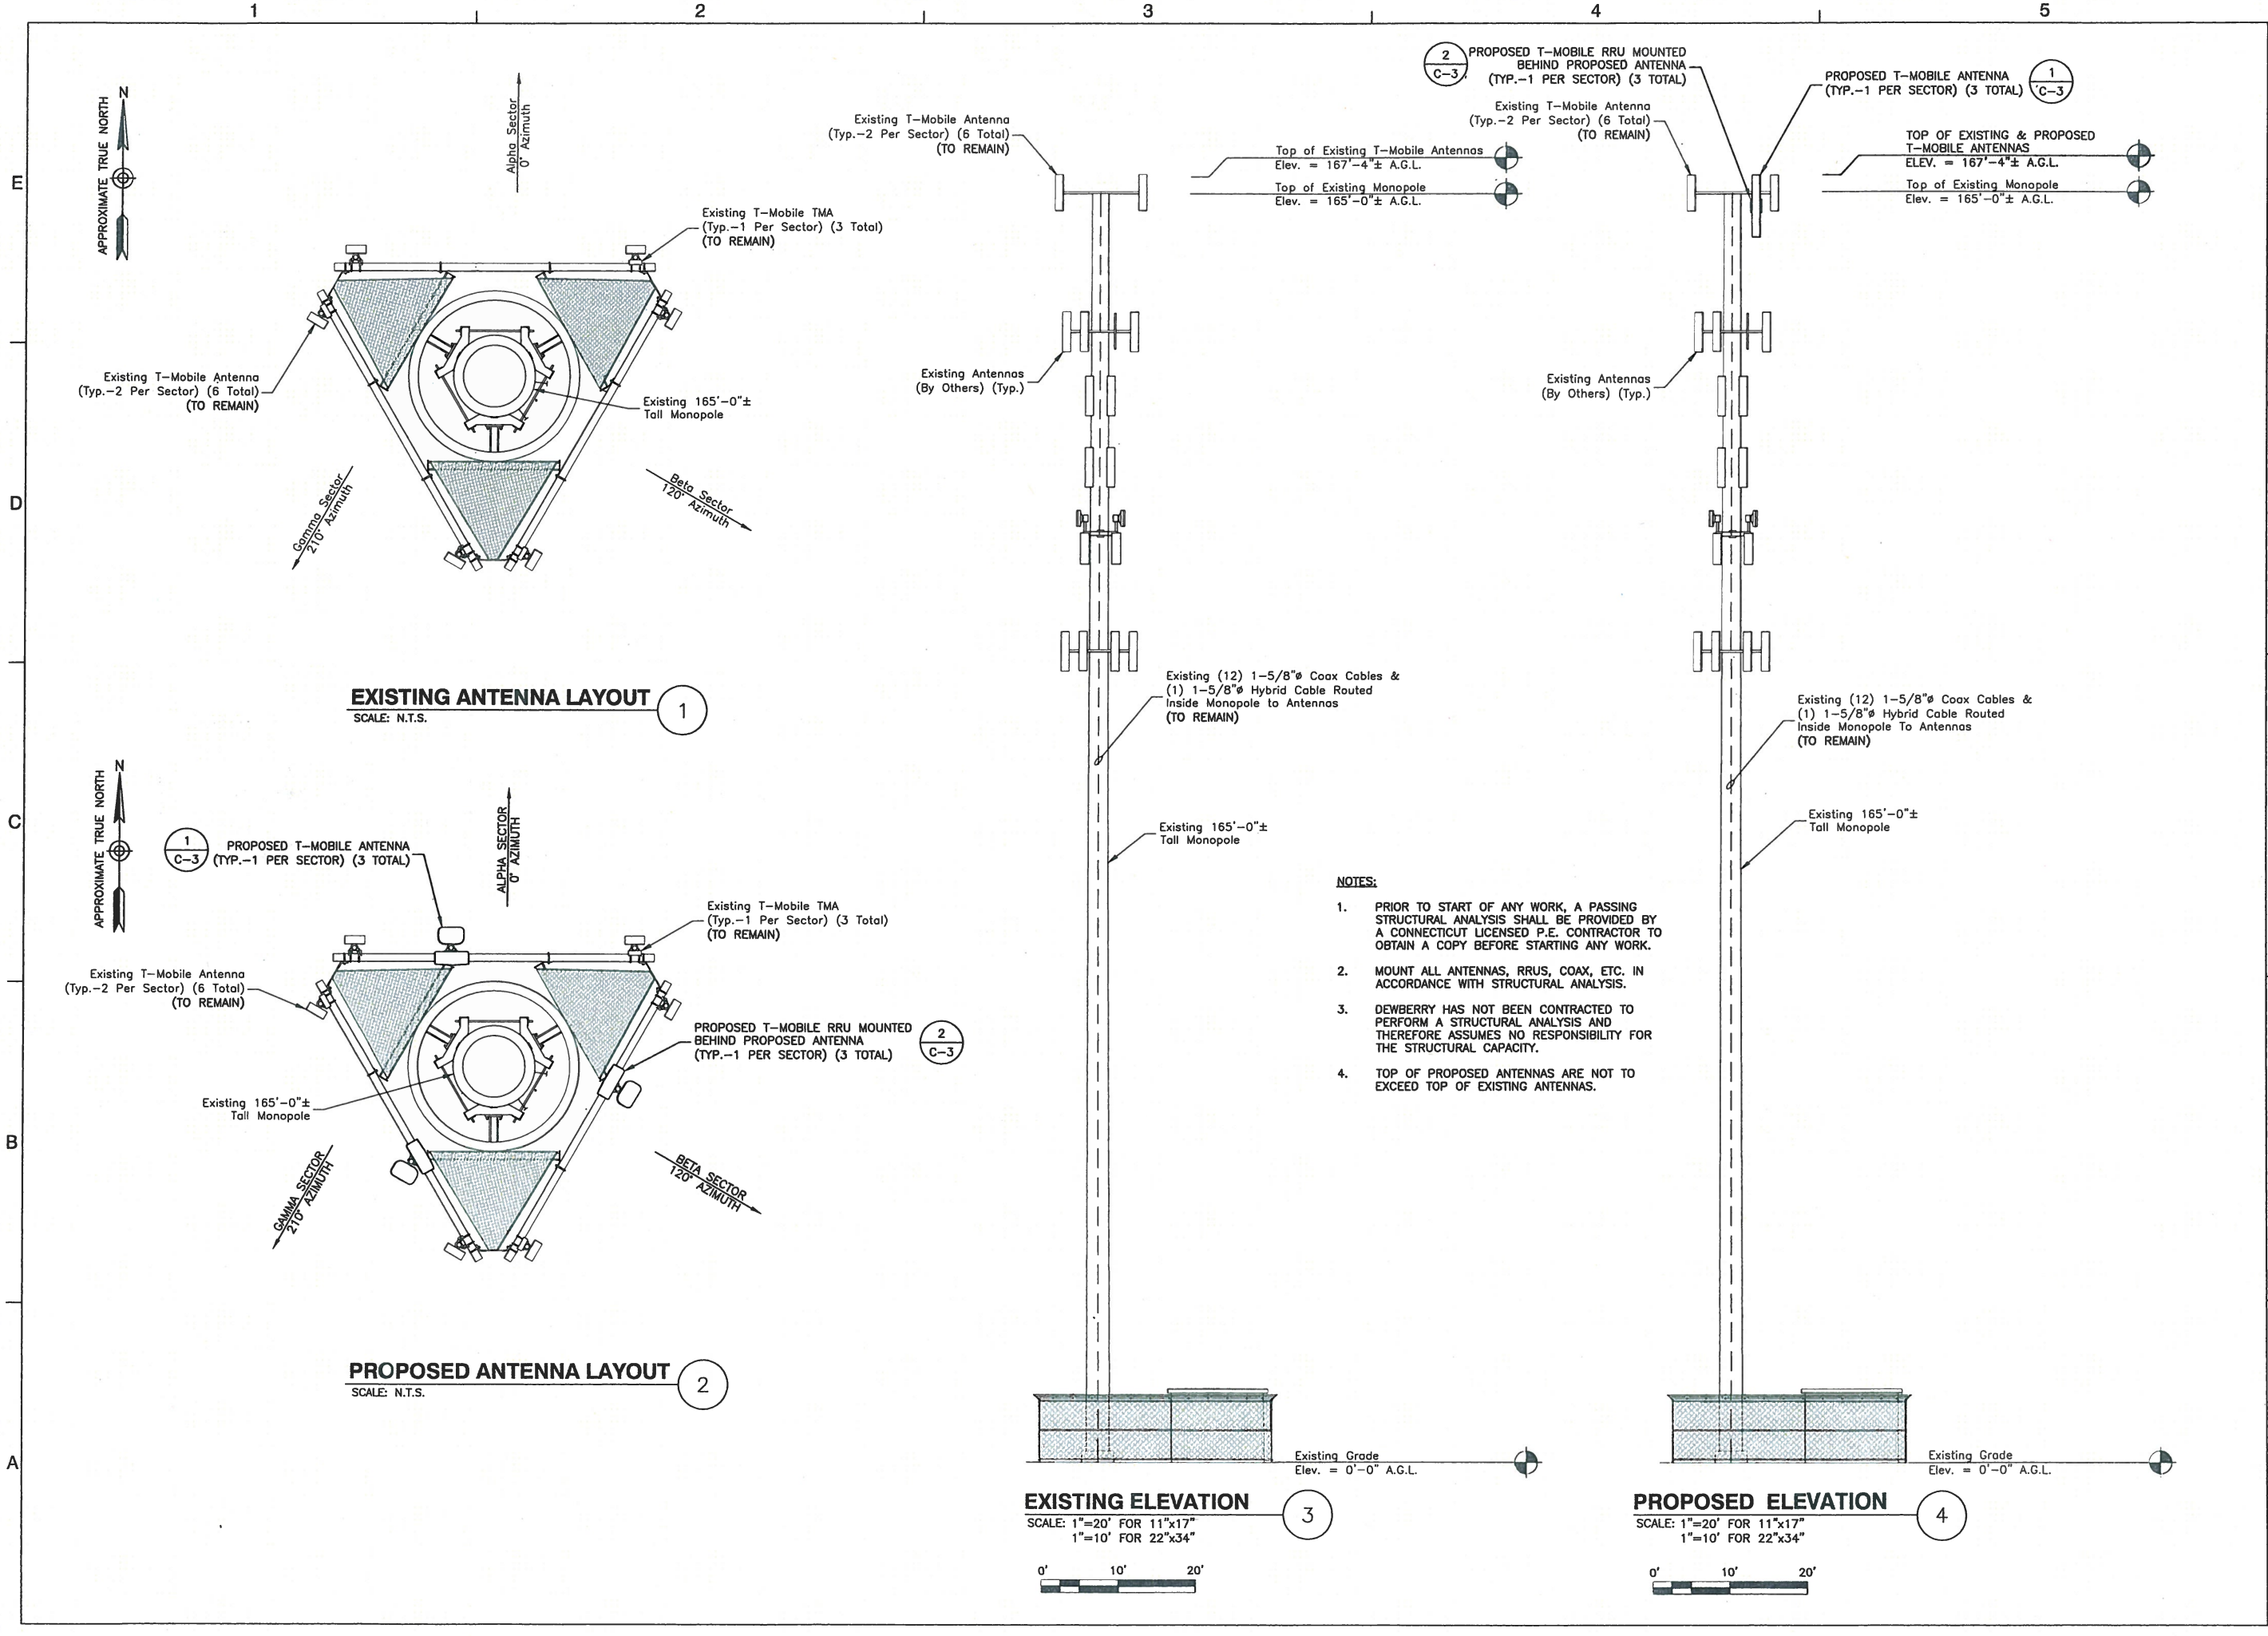 1
2
3
4
5
E
D
C
B
A
APPROXIMATE TRUE NORTH
N
Alpha Sector
0° Azimuth
Existing T-Mobile TMA
(Typ.-1 Per Sector) (3 Total)
(TO REMAIN)
Existing T-Mobile Antenna
(Typ.-2 Per Sector) (6 Total)
(TO REMAIN)
Existing 165'-0"±
Tall Monopole
Gamma Sector
210° Azimuth
Beta Sector
120° Azimuth
EXISTING ANTENNA LAYOUT
SCALE: N.T.S.
1
APPROXIMATE TRUE NORTH
N
ALPHA SECTOR
0° AZIMUTH
1
C-3
PROPOSED T-MOBILE ANTENNA
(TYP.-1 PER SECTOR) (3 TOTAL)
Existing T-Mobile TMA
(Typ.-1 Per Sector) (3 Total)
(TO REMAIN)
Existing T-Mobile Antenna
(Typ.-2 Per Sector) (6 Total)
(TO REMAIN)
PROPOSED T-MOBILE RRU MOUNTED
BEHIND PROPOSED ANTENNA
(TYP.-1 PER SECTOR) (3 TOTAL)
2
C-3
Existing 165'-0"±
Tall Monopole
GAMMA SECTOR
210° AZIMUTH
BETA SECTOR
120° AZIMUTH
PROPOSED ANTENNA LAYOUT
SCALE: N.T.S.
2
Existing T-Mobile Antenna
(Typ.-2 Per Sector) (6 Total)
(TO REMAIN)
Top of Existing T-Mobile Antennas
Elev. = 167'-4"± A.G.L.
Top of Existing Monopole
Elev. = 165'-0"± A.G.L.
Existing Antennas
(By Others) (Typ.)
Existing (12) 1-5/8"ø Coax Cables &
(1) 1-5/8"ø Hybrid Cable Routed
Inside Monopole to Antennas
(TO REMAIN)
Existing 165'-0"±
Tall Monopole
Existing Grade
Elev. = 0'-0" A.G.L.
EXISTING ELEVATION
SCALE: 1"=20' FOR 11"x17"
1"=10' FOR 22"x34"
3
0'
10'
20'
NOTES:
1. PRIOR TO START OF ANY WORK, A PASSING
STRUCTURAL ANALYSIS SHALL BE PROVIDED BY
A CONNECTICUT LICENSED P.E. CONTRACTOR TO
OBTAIN A COPY BEFORE STARTING ANY WORK.
2. MOUNT ALL ANTENNAS, RRUS, COAX, ETC. IN
ACCORDANCE WITH STRUCTURAL ANALYSIS.
3. DEWBERRY HAS NOT BEEN CONTRACTED TO
PERFORM A STRUCTURAL ANALYSIS AND
THEREFORE ASSUMES NO RESPONSIBILITY FOR
THE STRUCTURAL CAPACITY.
4. TOP OF PROPOSED ANTENNAS ARE NOT TO
EXCEED TOP OF EXISTING ANTENNAS.
2
C-3
PROPOSED T-MOBILE RRU MOUNTED
BEHIND PROPOSED ANTENNA
(TYP.-1 PER SECTOR) (3 TOTAL)
Existing T-Mobile Antenna
(Typ.-2 Per Sector) (6 Total)
(TO REMAIN)
PROPOSED T-MOBILE ANTENNA
(TYP.-1 PER SECTOR) (3 TOTAL)
1
C-3
TOP OF EXISTING & PROPOSED
T-MOBILE ANTENNAS
ELEV. = 167'-4"± A.G.L.
Top of Existing Monopole
Elev. = 165'-0"± A.G.L.
Existing Antennas
(By Others) (Typ.)
Existing (12) 1-5/8"ø Coax Cables &
(1) 1-5/8"ø Hybrid Cable Routed
Inside Monopole To Antennas
(TO REMAIN)
Existing 165'-0"±
Tall Monopole
Existing Grade
Elev. = 0'-0" A.G.L.
PROPOSED ELEVATION
SCALE: 1"=20' FOR 11"x17"
1"=10' FOR 22"x34"
4
0'
10'
20'